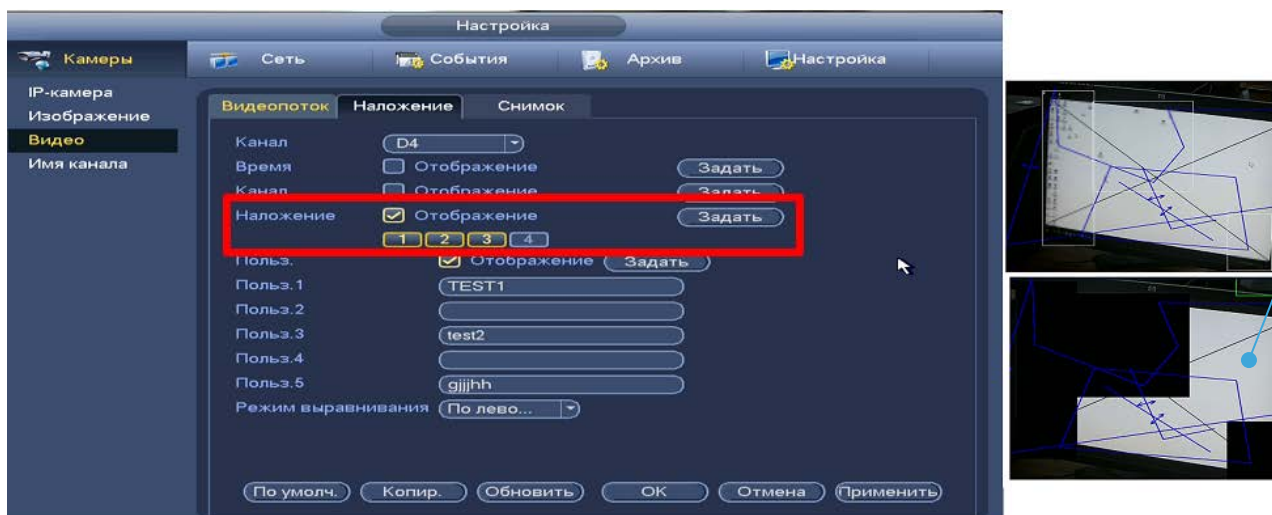 Настройка
Камеры Сеть События Архив Настройка
IP-камера
Изображение
Видео
Имя канала
Видеопоток Наложение Снимок
Канал D4
Время Отображение Задать
Канал Отображение Задать
Наложение Отображение Задать
1 2 3 4
Польз. Отображение Задать
Польз.1 TEST1
Польз.2
Польз.3 test2
Польз.4
Польз.5 gjjjhh
Режим выравнивания По лево...
По умолч. Копир. Обновить OK Отмена Применить